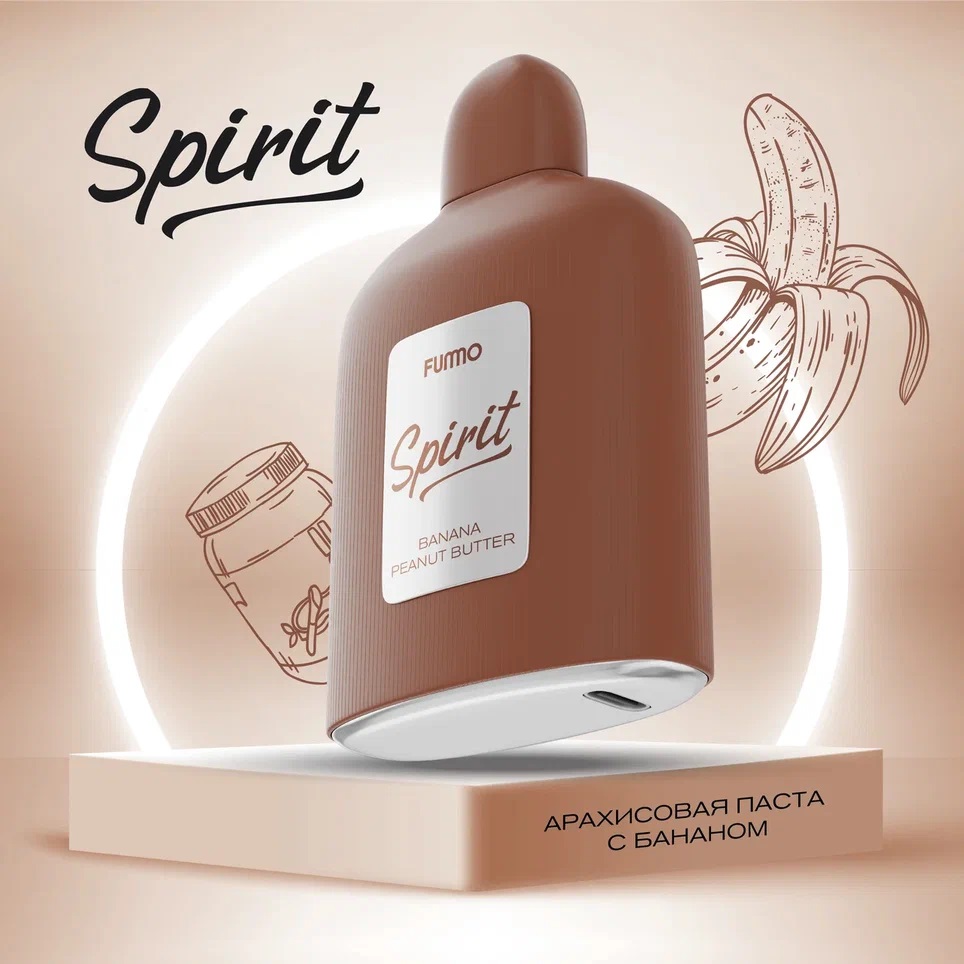 Spirit
FUMMO
Spirit
BANANA
PEANUT BUTTER
АРАХИСОВАЯ ПАСТА
С БАНАНОМ